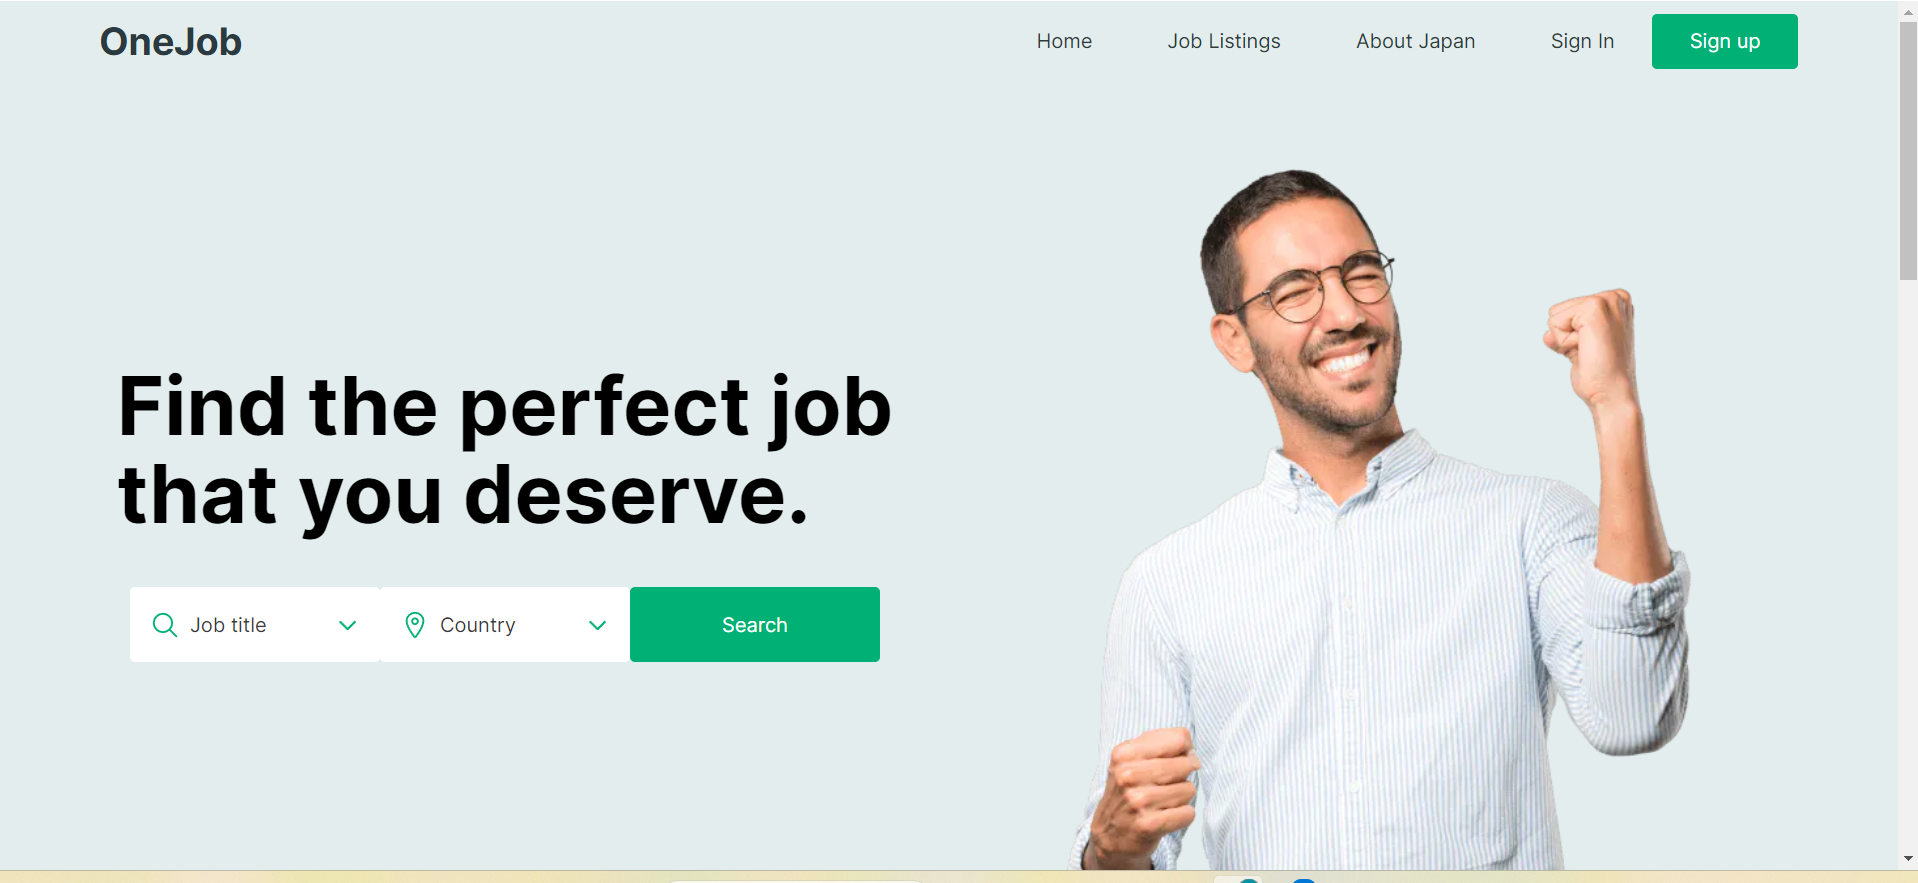 OneJob
Home
Job Listings
About Japan
Sign In
Sign up
Find the perfect job
that you deserve.
Job title
Country
Search